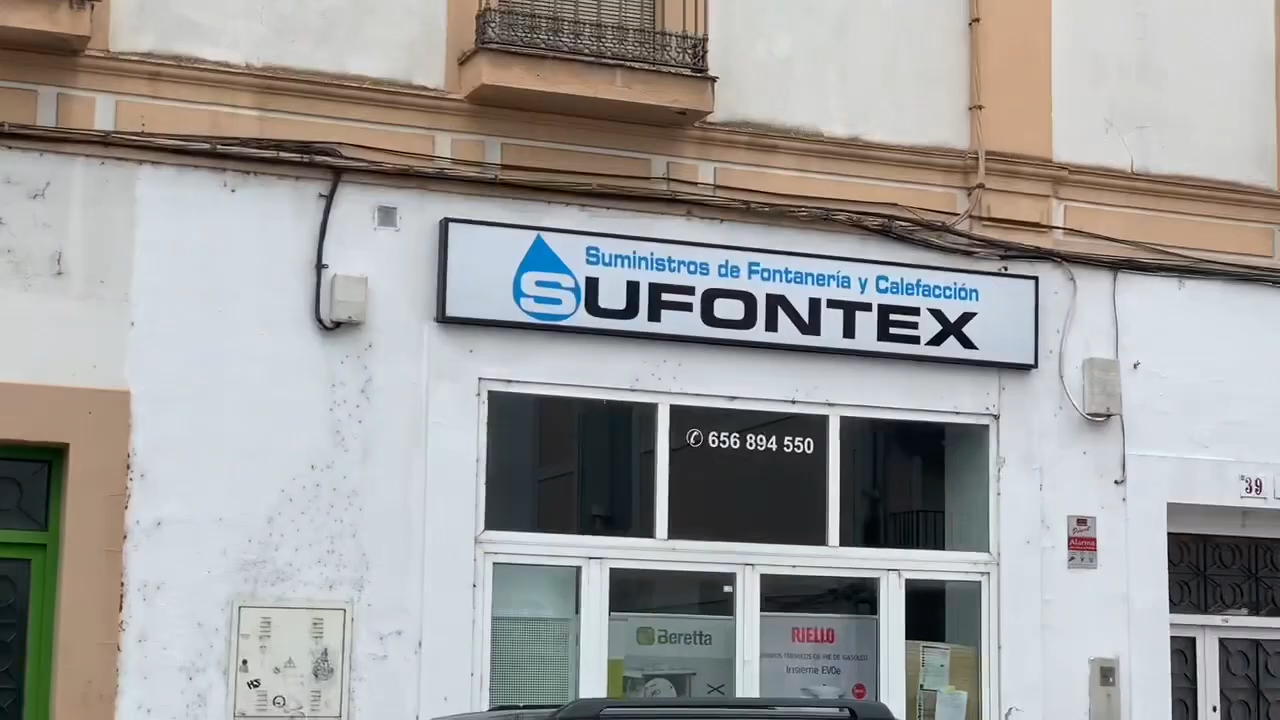 Suministros de Fontanería y Calefacción
SUFONTEX
✆ 656 894 550
39
Alarma
Beretta
RIELLO
Insieme EVOe